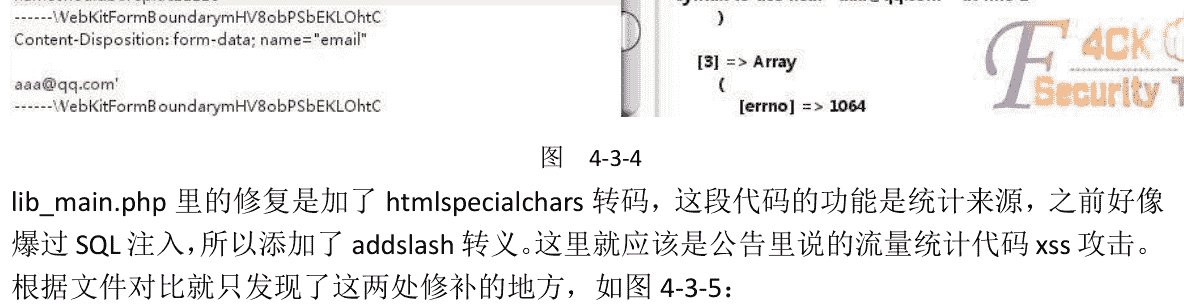 ------WebKitFormBoundarymHV8obPSbEKLOhtC
Content-Disposition: form-data; name="email"
aaa@qq.com'
------WebKitFormBoundarymHV8obPSbEKLOhtC
)
[3] => Array
(
[errno] => 1064
F4CK
Security T
图 4-3-4
lib_main.php 里的修复是加了 htmlspecialchars 转码，这段代码的功能是统计来源，之前好像
爆过 SQL 注入，所以添加了 addslash 转义。这里就应该是公告里说的流量统计代码 xss 攻击。
根据文件对比就只发现了这两处修补的地方，如图 4-3-5：